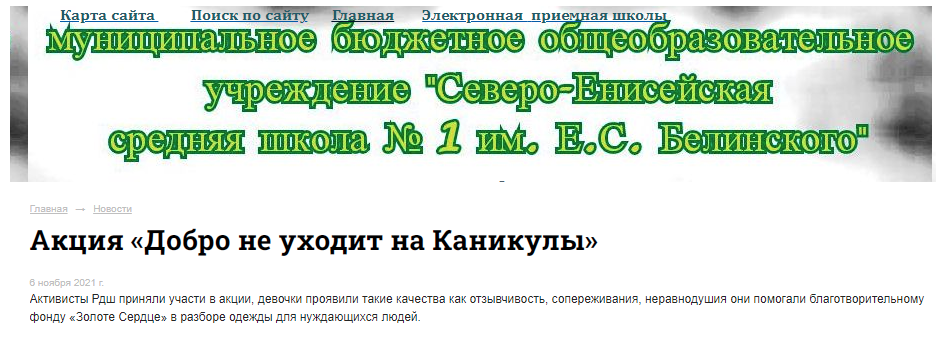 Карта сайта Поиск по сайту Главная Электронная приемная школы
муниципальное бюджетное общеобразовательное
учреждение "Северо-Енисейская
средняя школа № 1 им. Е.С. Белинского"
Главная → Новости
Акция «Добро не уходит на Каникулы»
6 ноября 2021 г.
Активисты Рдш приняли участи в акции, девочки проявили такие качества как отзывчивость, сопереживания, неравнодушия они помогали благотворительному
фонду «Золоте Сердце» в разборе одежды для нуждающихся людей.